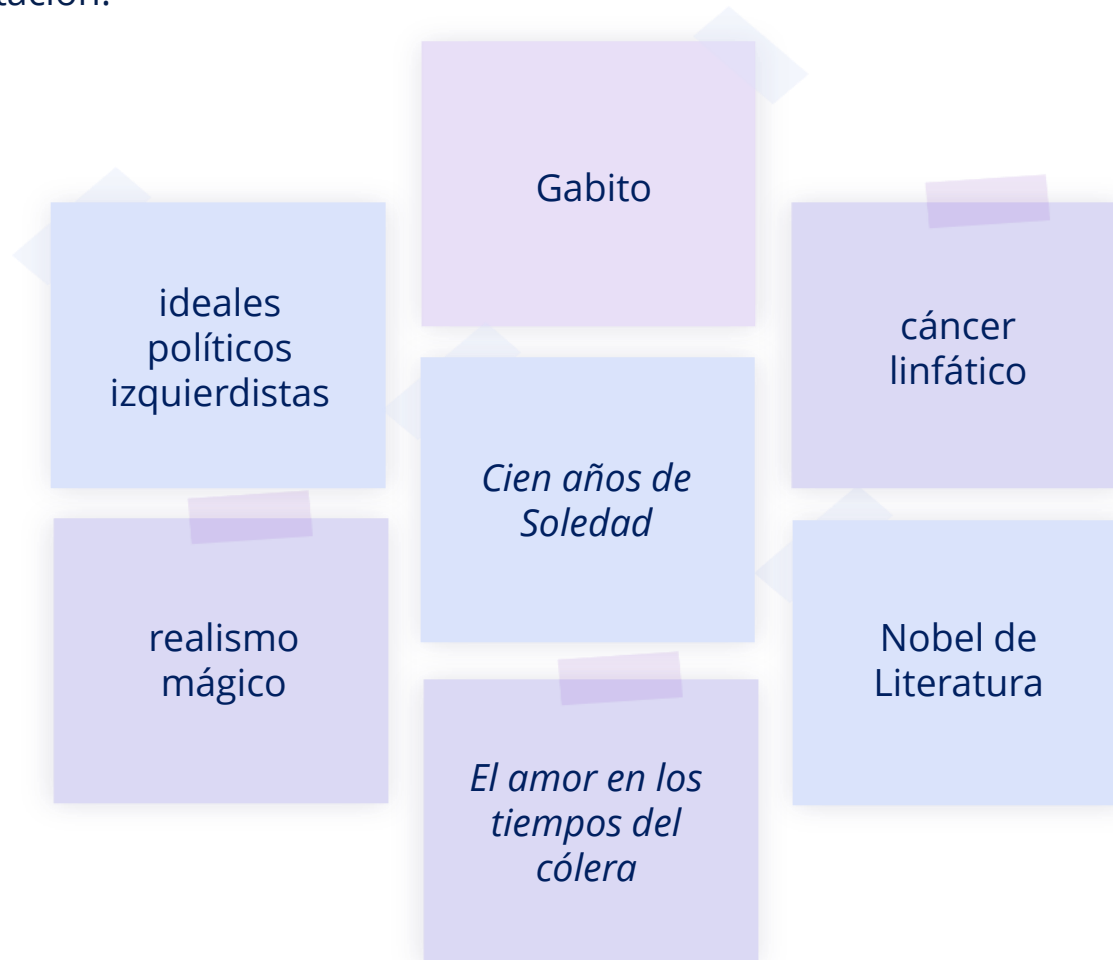 Gabito
ideales
políticos
izquierdistas
cáncer
linfático
Cien años de
Soledad
realismo
mágico
Nobel de
Literatura
El amor en los
tiempos del
cólera